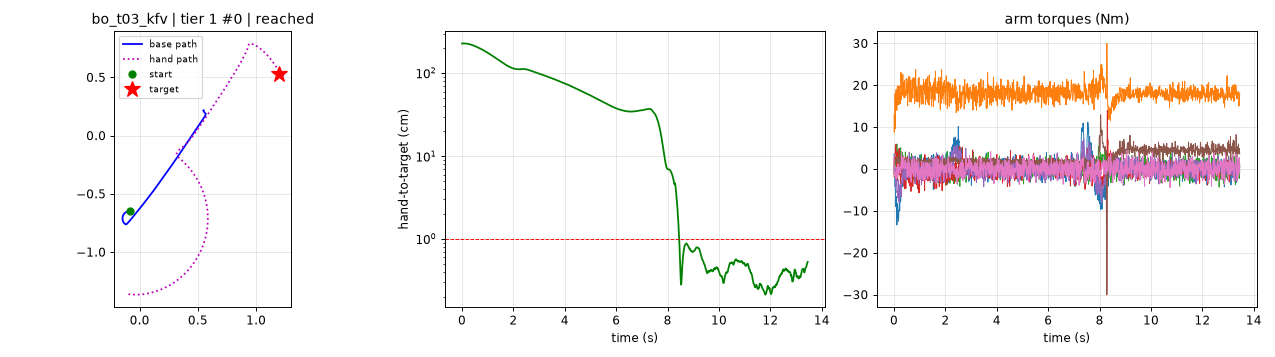 bo_t03_kfv | tier 1 #0 | reached
base path
hand path
start
target
0.5
0.0
−0.5
−1.0
0.0 0.5 1.0
hand-to-target (cm)
10²
10¹
10⁰
0 2 4 6 8 10 12 14
time (s)
arm torques (Nm)
30
20
10
0
−10
−20
−30
0 2 4 6 8 10 12 14
time (s)